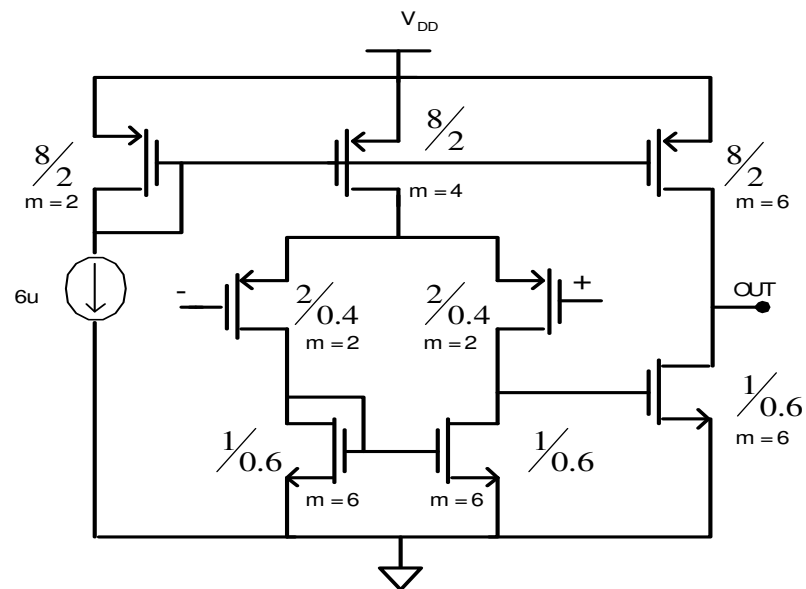 VDD
8/2
m = 2
8/2
m = 4
8/2
m = 6
6u
-
2/0.4
m = 2
2/0.4
m = 2
+
OUT
1/0.6
m = 6
1/0.6
m = 6
1/0.6
m = 6